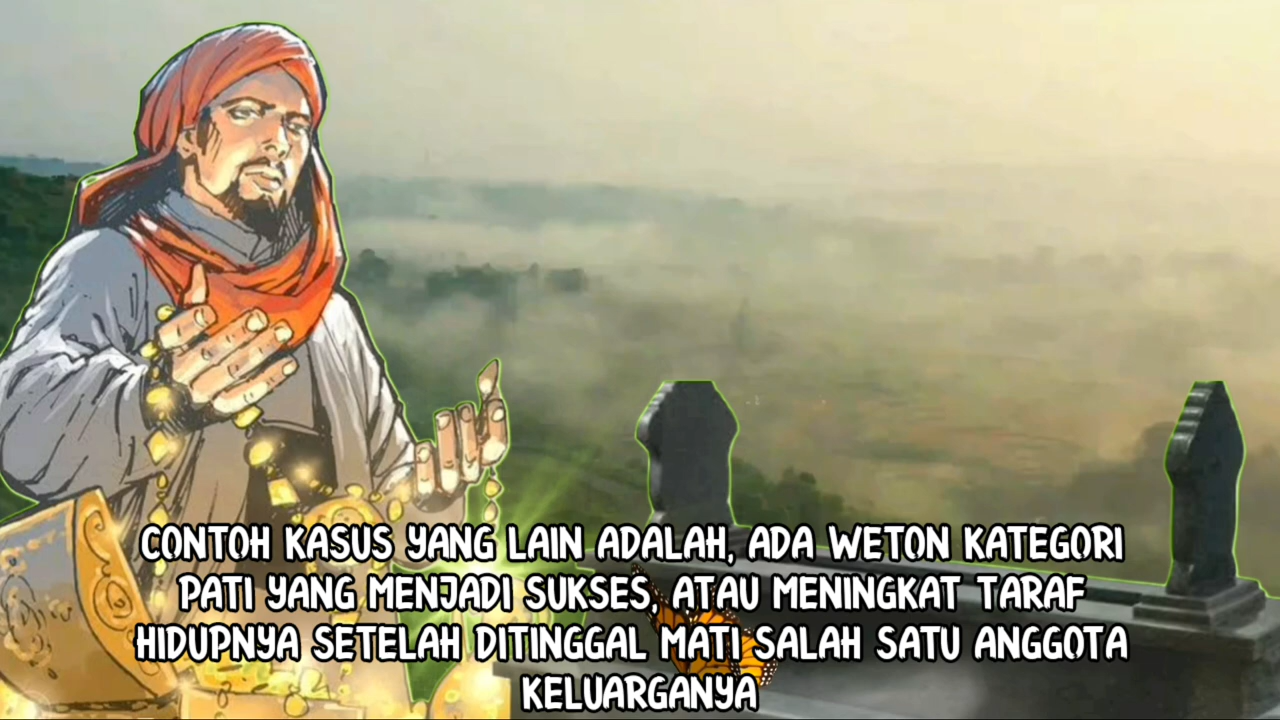 CONTOH KASUS YANG LAIN ADALAH, ADA WETON KATEGORI
PATI YANG MENJADI SUKSES, ATAU MENINGKAT TARAF
HIDUPNYA SETELAH DITINGGAL MATI SALAH SATU ANGGOTA
KELUARGANYA